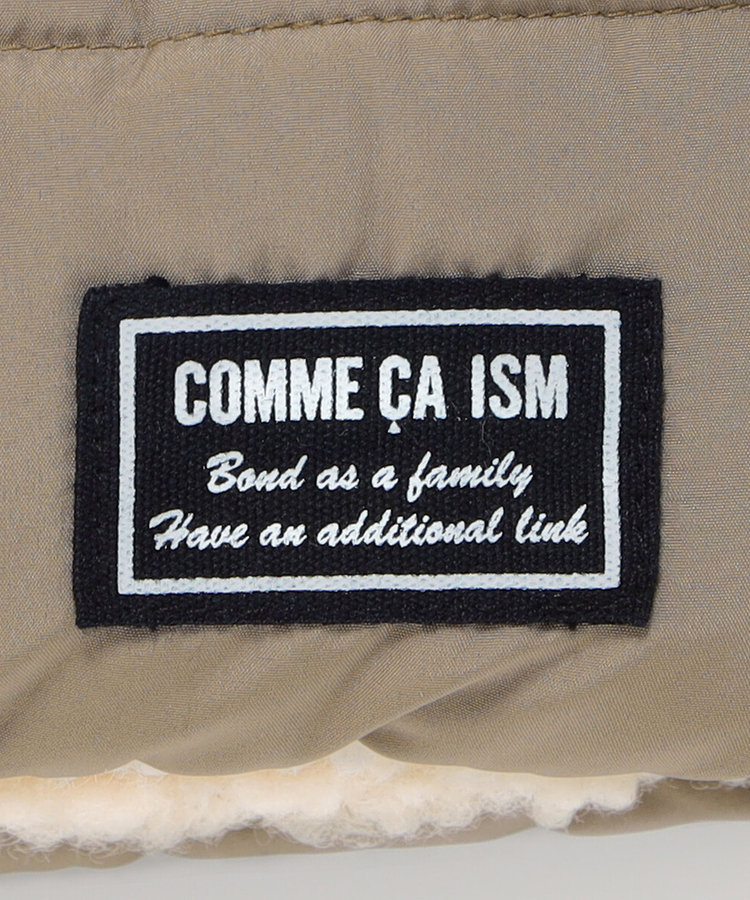 COMME ÇA ISM
Bond as a family
Have an additional link